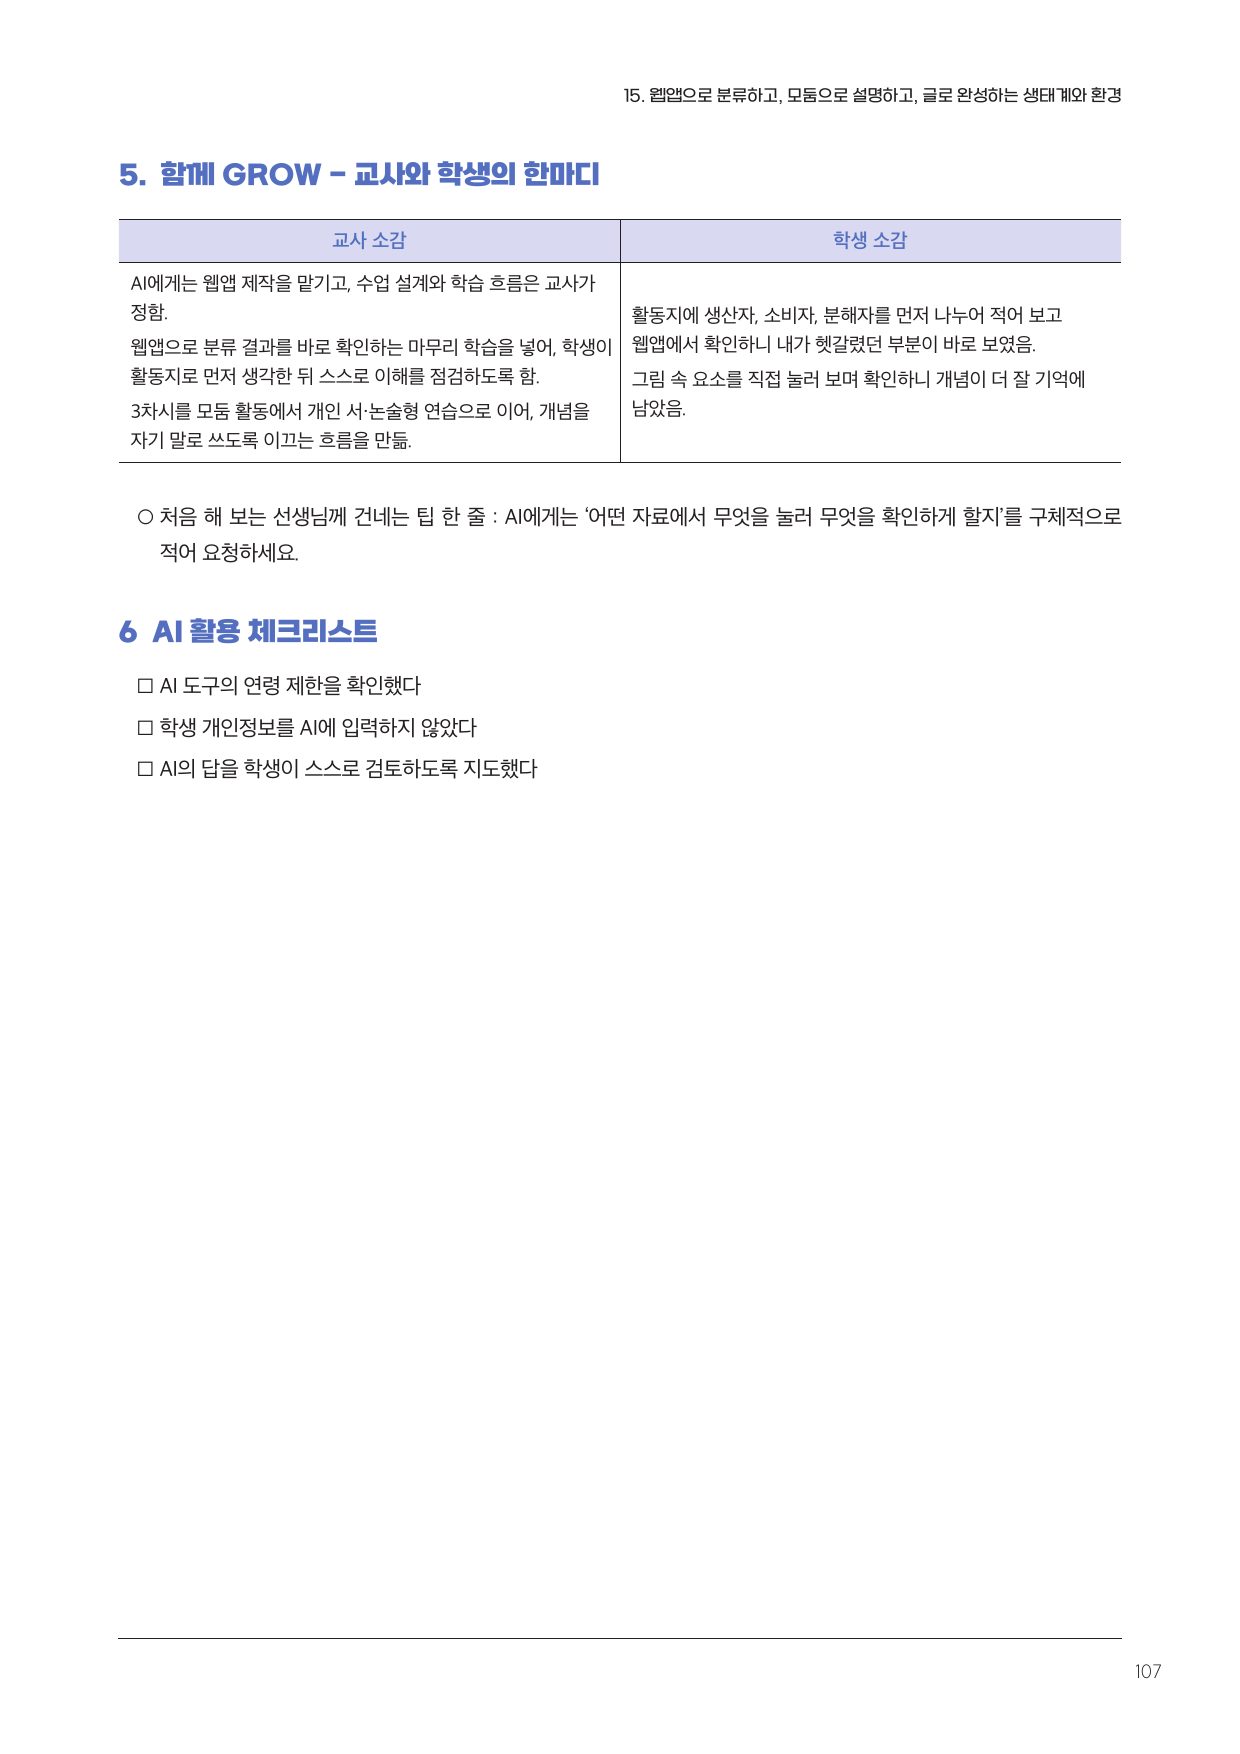 15. 웹앱으로 분류하고, 모둠으로 설명하고, 글로 완성하는 생태계와 환경
5. 함께 GROW – 교사와 학생의 한마디
교사 소감
학생 소감
AI에게는 웹앱 제작을 맡기고, 수업 설계와 학습 흐름은 교사가
정함.
웹앱으로 분류 결과를 바로 확인하는 마무리 학습을 넣어, 학생이
활동지로 먼저 생각한 뒤 스스로 이해를 점검하도록 함.
3차시를 모둠 활동에서 개인 서·논술형 연습으로 이어, 개념을
자기 말로 쓰도록 이끄는 흐름을 만듦.
활동지에 생산자, 소비자, 분해자를 먼저 나누어 적어 보고
웹앱에서 확인하니 내가 헷갈렸던 부분이 바로 보였음.
그림 속 요소를 직접 눌러 보며 확인하니 개념이 더 잘 기억에
남았음.
○ 처음 해 보는 선생님께 건네는 팁 한 줄 : AI에게는 ‘어떤 자료에서 무엇을 눌러 무엇을 확인하게 할지’를 구체적으로
적어 요청하세요.
6 AI 활용 체크리스트
□ AI 도구의 연령 제한을 확인했다
□ 학생 개인정보를 AI에 입력하지 않았다
□ AI의 답을 학생이 스스로 검토하도록 지도했다
107